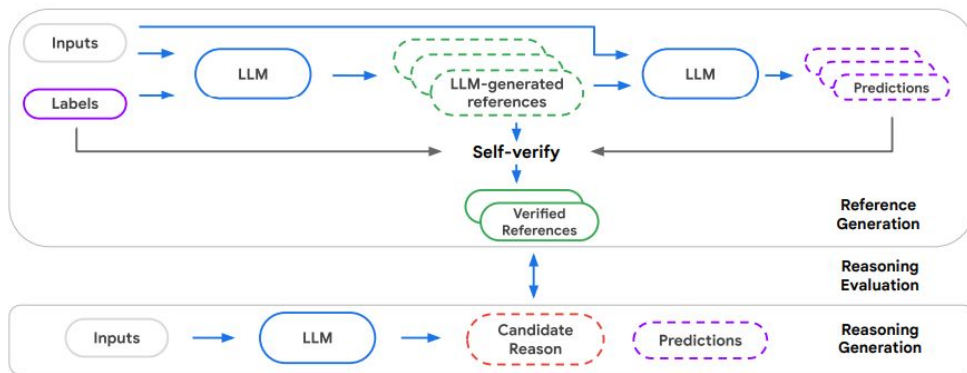 Inputs
LLM
LLM-generated
references
LLM
Predictions
Labels
Self-verify
Verified
References
Reference
Generation
Reasoning
Evaluation
Inputs
LLM
Candidate
Reason
Predictions
Reasoning
Generation